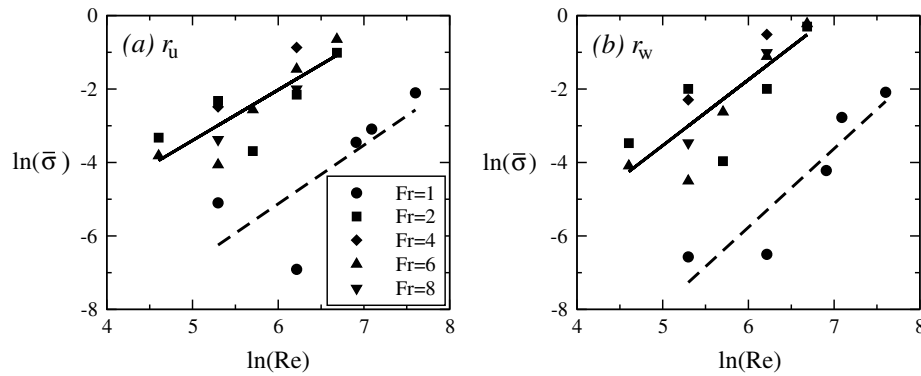 (a) r_u
ln(σ̄)
0
-2
-4
-6
-8
4
5
6
7
8
ln(Re)
Fr=1
Fr=2
Fr=4
Fr=6
Fr=8
(b) r_w
ln(σ̄)
0
-2
-4
-6
-8
4
5
6
7
8
ln(Re)